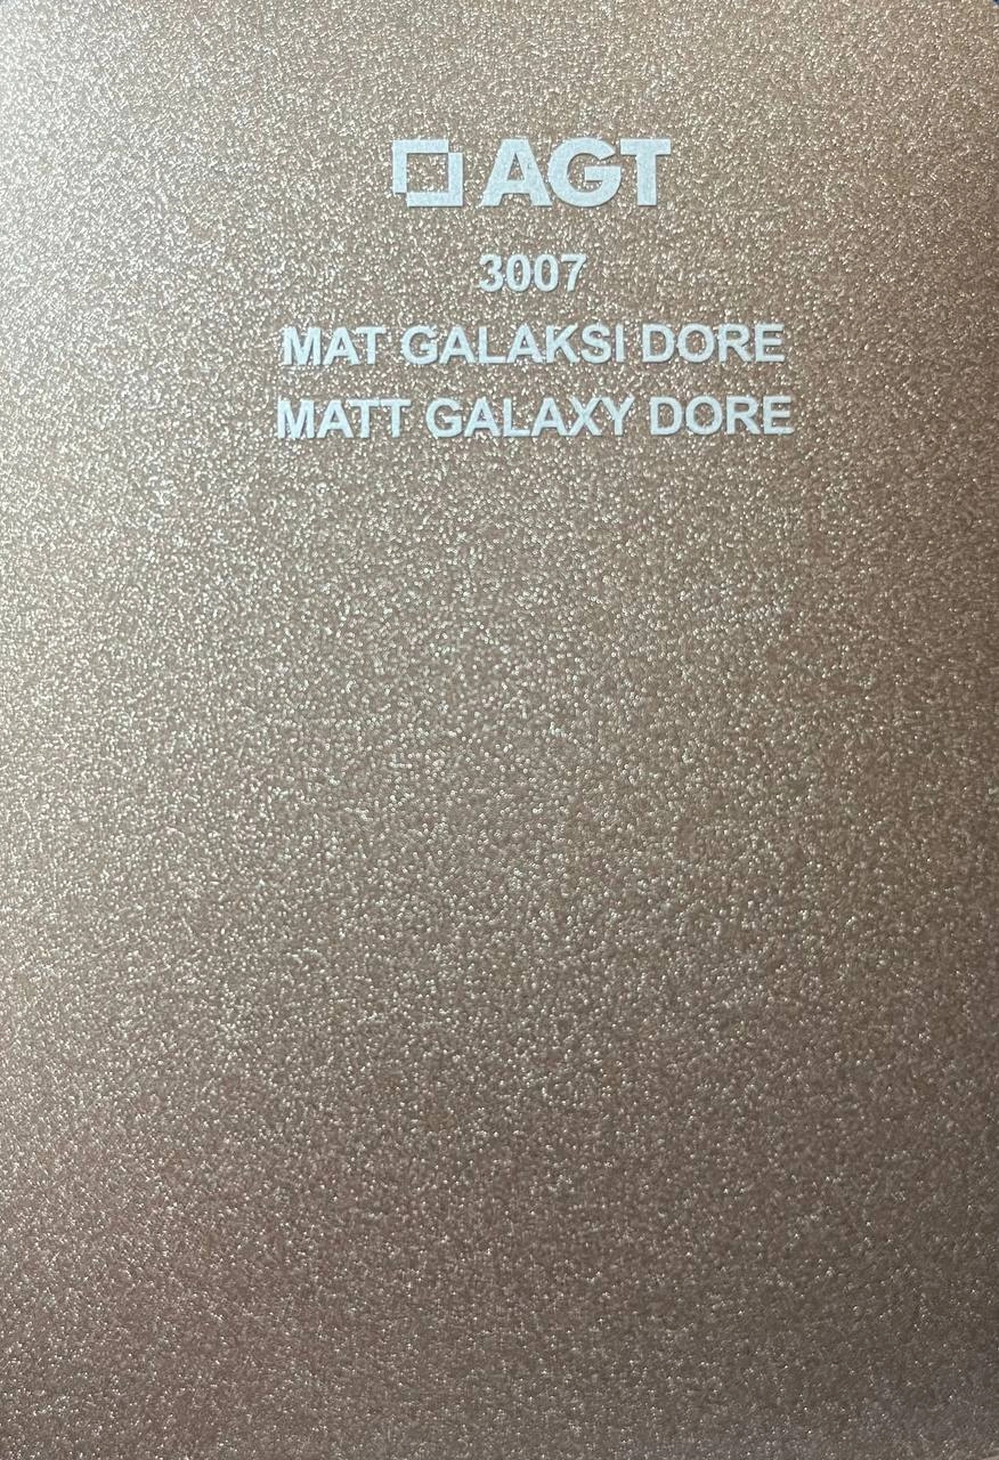 AGT
3007
MAT GALAKSI DORE
MATT GALAXY DORE